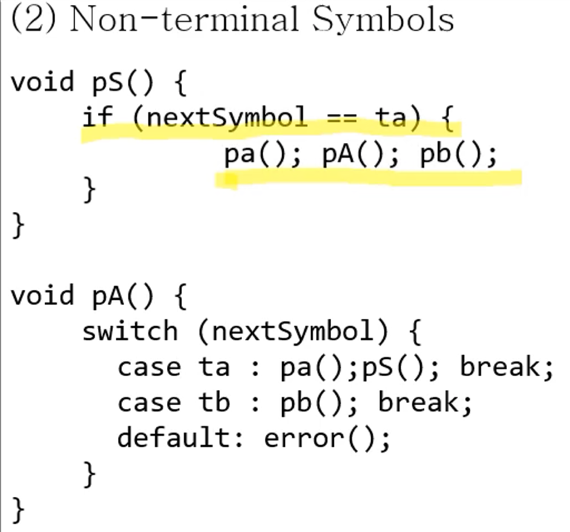 (2) Non-terminal Symbols
void pS() {
if (nextSymbol == ta) {
pa(); pA(); pb();
}
}
void pA() {
switch (nextSymbol) {
case ta : pa();pS(); break;
case tb : pb(); break;
default: error();
}
}